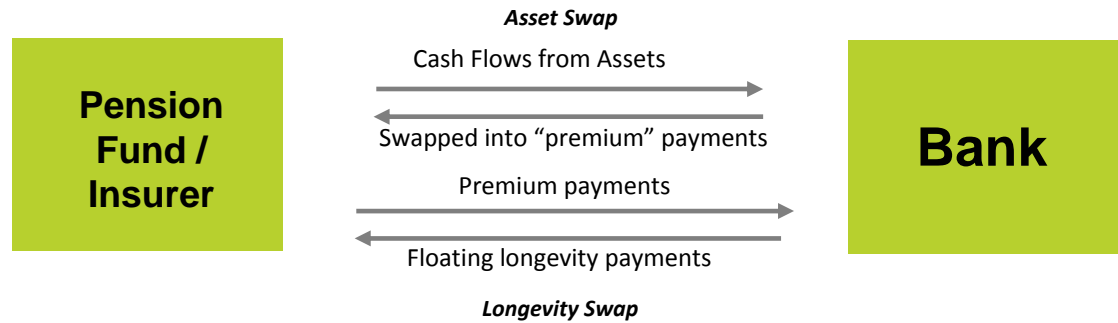 Asset Swap
Cash Flows from Assets
Swapped into “premium” payments
Pension
Fund /
Insurer
Bank
Premium payments
Floating longevity payments
Longevity Swap